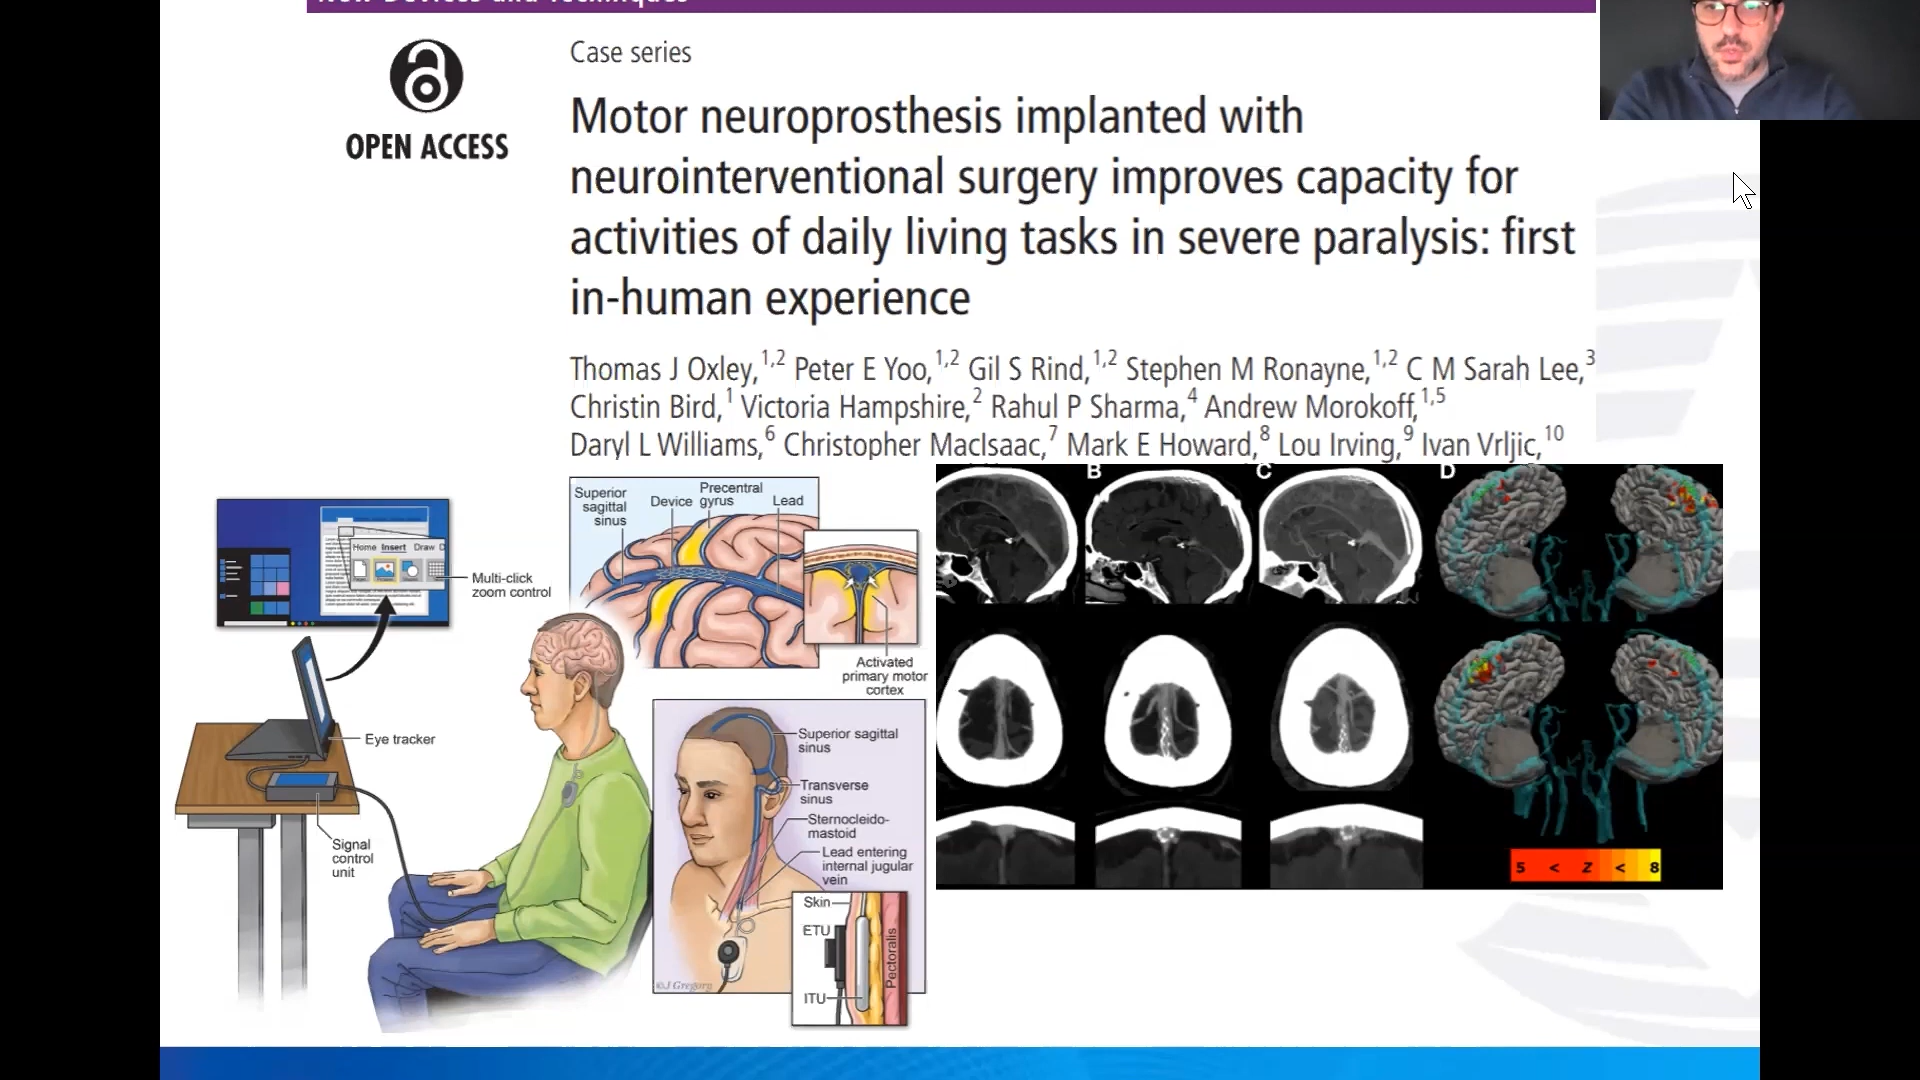 New Devices and Techniques
OPEN ACCESS
Case series
Motor neuroprosthesis implanted with
neurointerventional surgery improves capacity for
activities of daily living tasks in severe paralysis: first
in-human experience
Thomas J Oxley,1,2 Peter E Yoo,1,2 Gil S Rind,1,2 Stephen M Ronayne,1,2 C M Sarah Lee,3
Christin Bird,1 Victoria Hampshire,2 Rahul P Sharma,4 Andrew Morokoff,1,5
Daryl L Williams,6 Christopher MacIsaac,7 Mark E Howard,8 Lou Irving,9 Ivan Vrljic,10
Home Insert Draw D
Multi-click
zoom control
Eye tracker
Signal
control
unit
Superior
sagittal
sinus
Device
Precentral
gyrus
Lead
Activated
primary motor
cortex
Superior sagittal
sinus
Transverse
sinus
Sternocleido-
mastoid
Lead entering
internal jugular
vein
Skin
ETU
ITU
Pectoralis
©J Gregory
B
C
D
5 < Z < 8